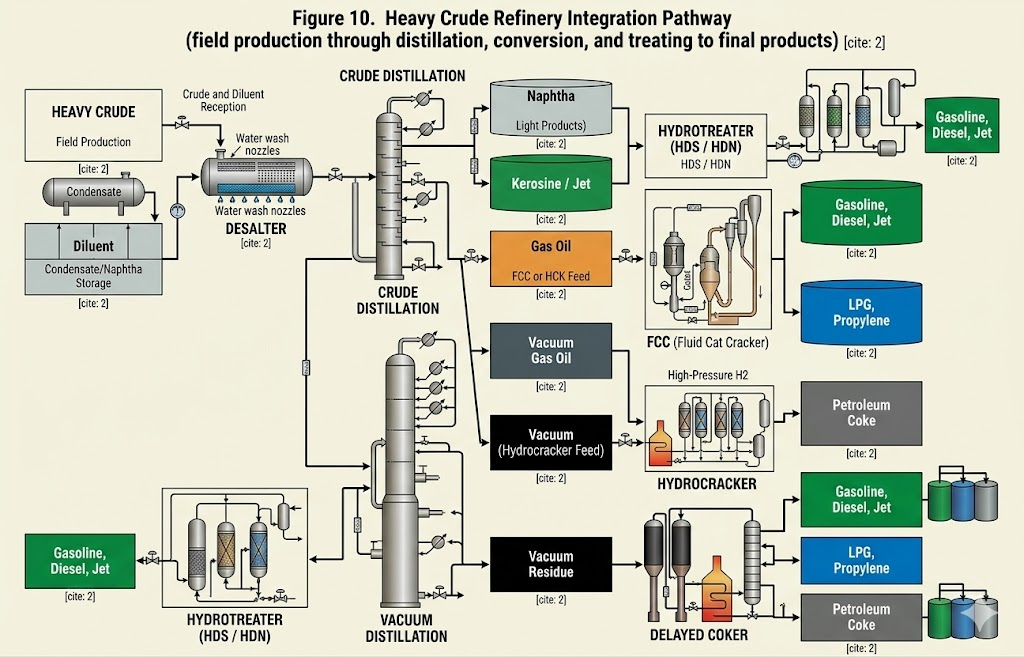 Figure 10. Heavy Crude Refinery Integration Pathway
(field production through distillation, conversion, and treating to final products) [cite: 2]
HEAVY CRUDE
Field Production
[cite: 2]
Crude and Diluent
Reception
Condensate
Diluent
Condensate/Naphtha
Storage
[cite: 2]
Water wash
nozzles
Water wash nozzles
DESALTER
[cite: 2]
CRUDE DISTILLATION
CRUDE
DISTILLATION
Naphtha
Light Products)
[cite: 2]
Kerosine / Jet
[cite: 2]
HYDROTREATER
(HDS / HDN)
HDS / HDN
Gasoline,
Diesel, Jet
[cite: 2]
Gas Oil
FCC or HCK Feed
[cite: 2]
FCC (Fluid Cat Cracker)
Gasoline,
Diesel, Jet
[cite: 2]
LPG,
Propylene
[cite: 2]
Vacuum
Gas Oil
[cite: 2]
Vacuum
(Hydrocracker Feed)
[cite: 2]
High-Pressure H2
HYDROCRACKER
Petroleum
Coke
[cite: 2]
VACUUM
DISTILLATION
Vacuum
Residue
[cite: 2]
DELAYED COKER
Gasoline,
Diesel, Jet
LPG,
Propylene
Petroleum
Coke
[cite: 2]
HYDROTREATER
(HDS / HDN)
Gasoline,
Diesel, Jet
[cite: 2]